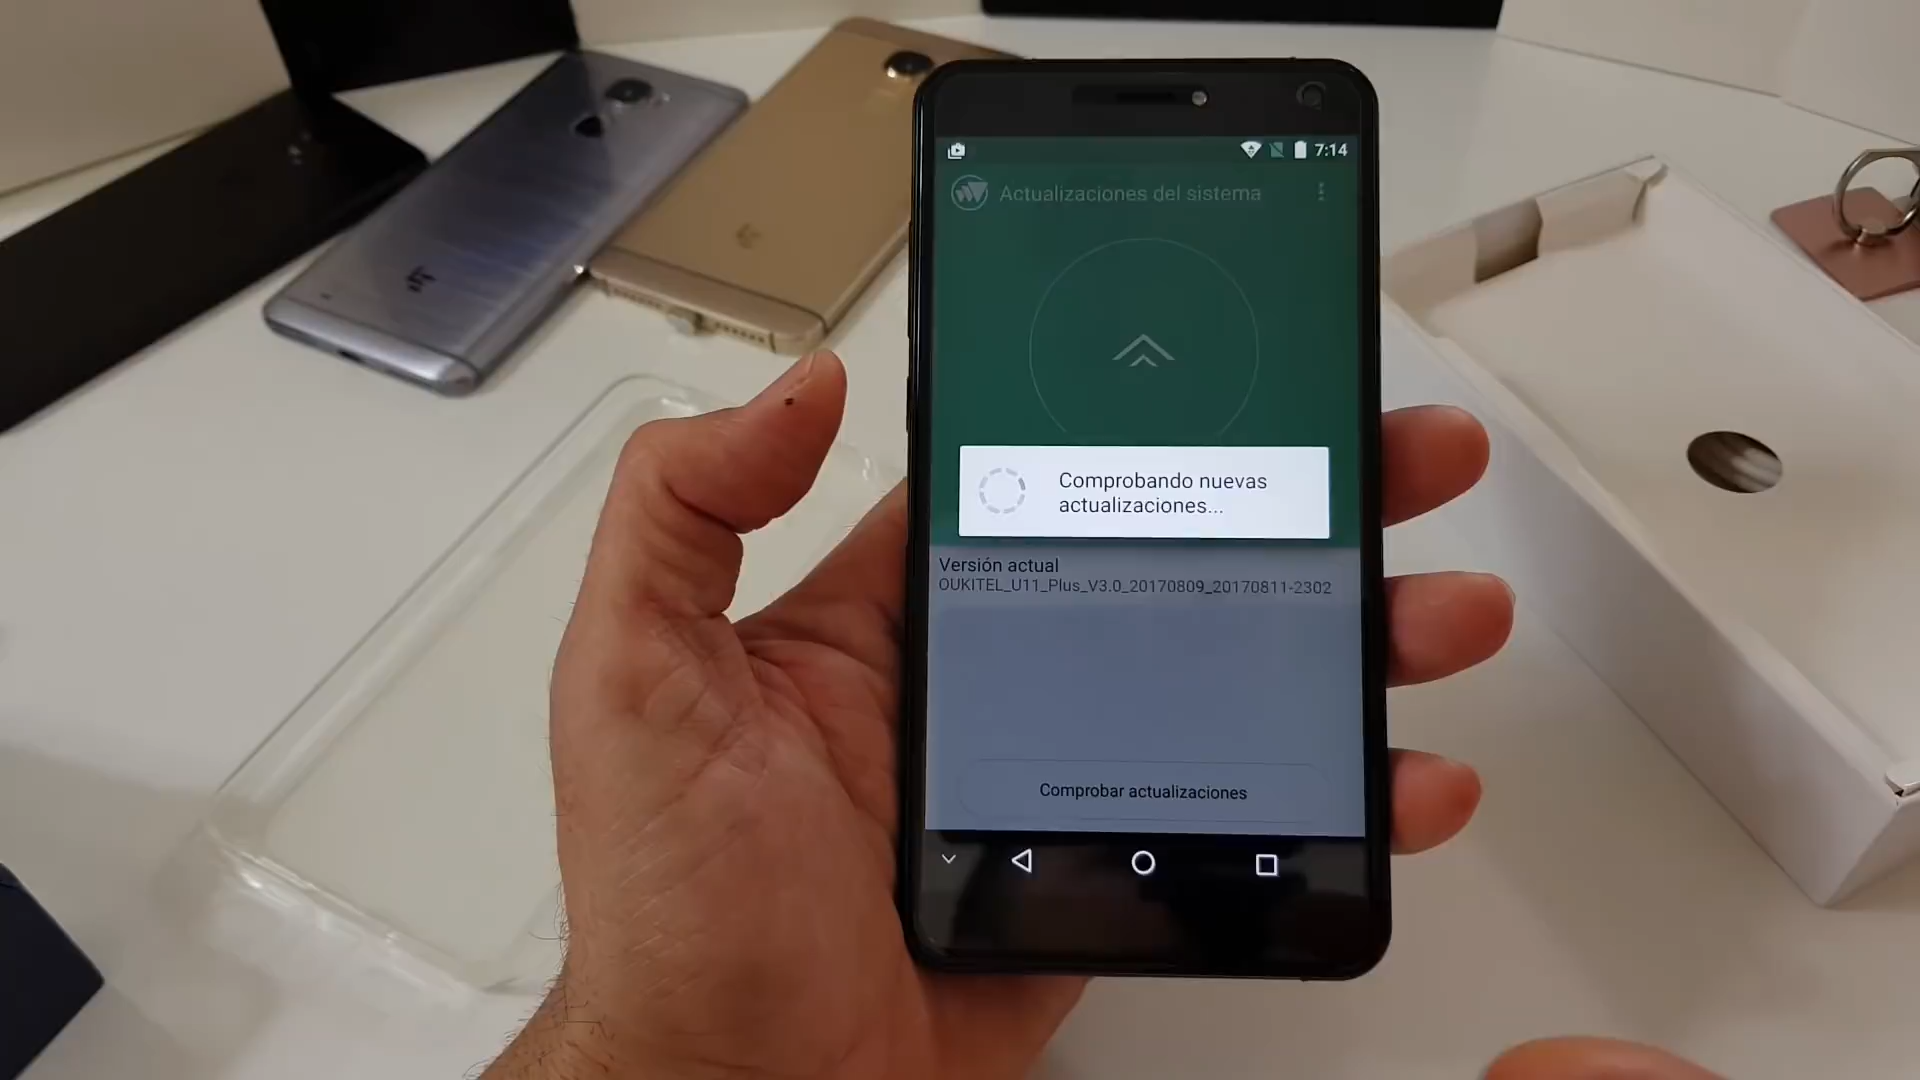 7:14
Actualizaciones del sistema
Comprobando nuevas
actualizaciones...
Versión actual
OUKITEL_U11_Plus_V3.0_20170809_20170811-2302
Comprobar actualizaciones